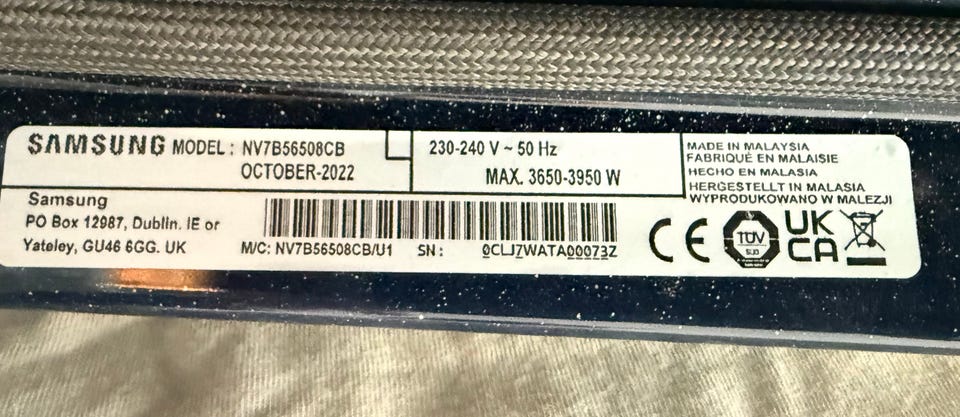 SAMSUNG MODEL : NV7B56508CB
OCTOBER-2022
230-240 V ~ 50 Hz
MAX. 3650-3950 W
MADE IN MALAYSIA
FABRIQUÉ EN MALAISIE
HECHO EN MALASIA
HERGESTELLT IN MALASIA
WYPRODUKOWANO W MALEZJI
Samsung
PO Box 12987, Dublin. IE or
Yateley, GU46 6GG. UK
M/C: NV7B56508CB/U1 SN : 0CLJ7WATA00073Z
CE
TÜV
SÜD
UK
CA